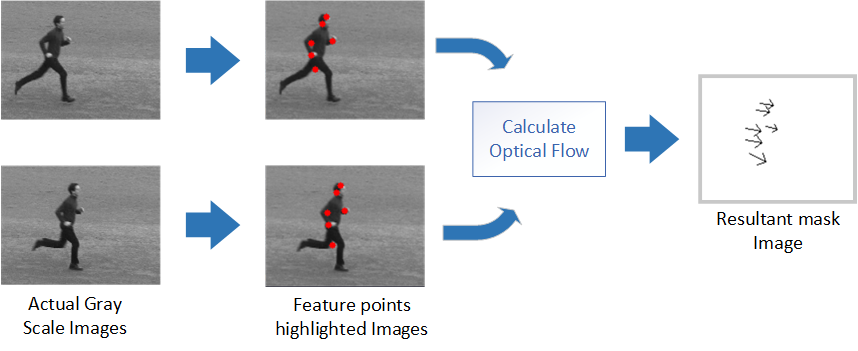 Calculate
Optical Flow
Resultant mask
Image
Actual Gray
Scale Images
Feature points
highlighted Images